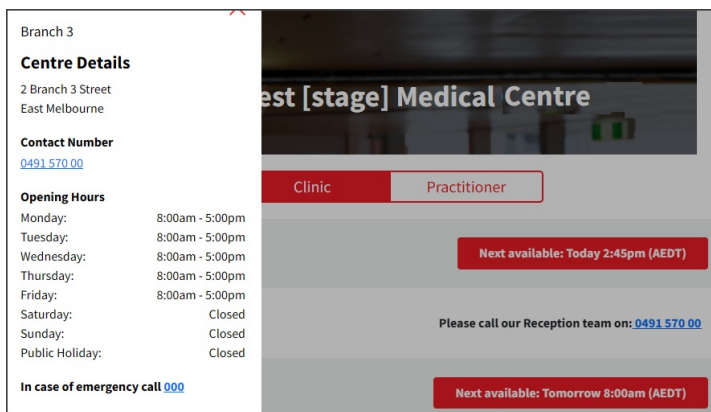 Branch 3
Centre Details
2 Branch 3 Street
East Melbourne
Contact Number
0491 570 00
Opening Hours
Monday: 8:00am - 5:00pm
Tuesday: 8:00am - 5:00pm
Wednesday: 8:00am - 5:00pm
Thursday: 8:00am - 5:00pm
Friday: 8:00am - 5:00pm
Saturday: Closed
Sunday: Closed
Public Holiday: Closed
In case of emergency call 000
est [stage] Medical Centre
Clinic Practitioner
Next available: Today 2:45pm (AEDT)
Please call our Reception team on: 0491 570 00
Next available: Tomorrow 8:00am (AEDT)